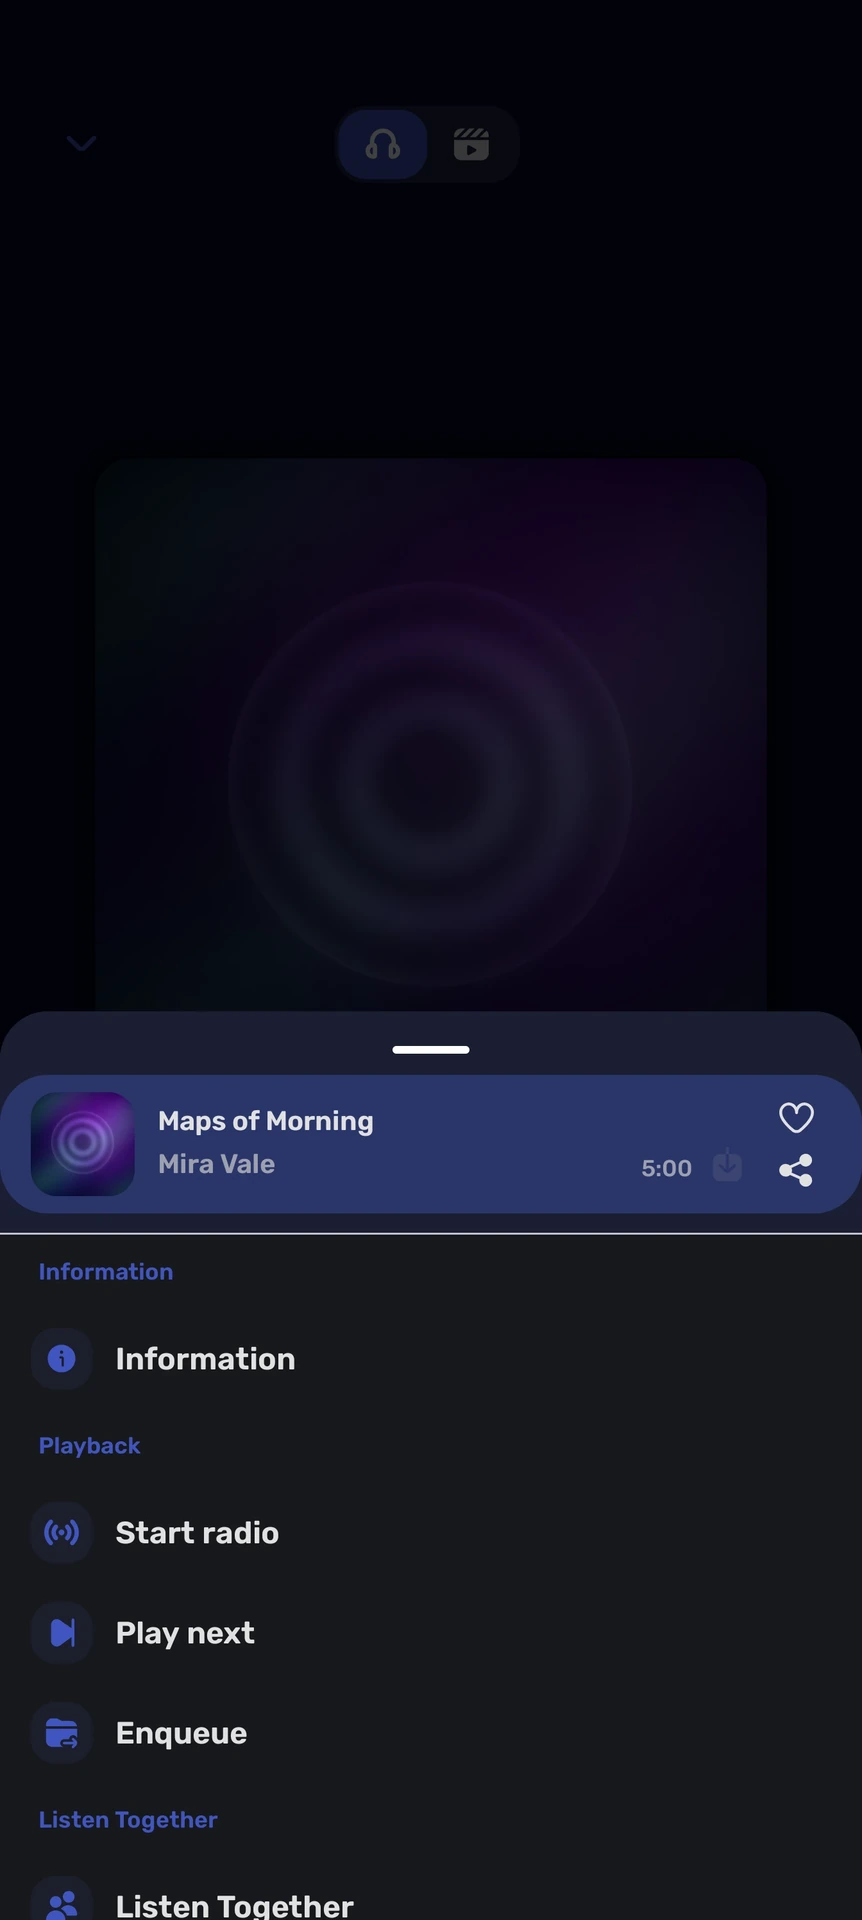 Maps of Morning
Mira Vale
5:00
Information
Information
Playback
Start radio
Play next
Enqueue
Listen Together
Listen Together